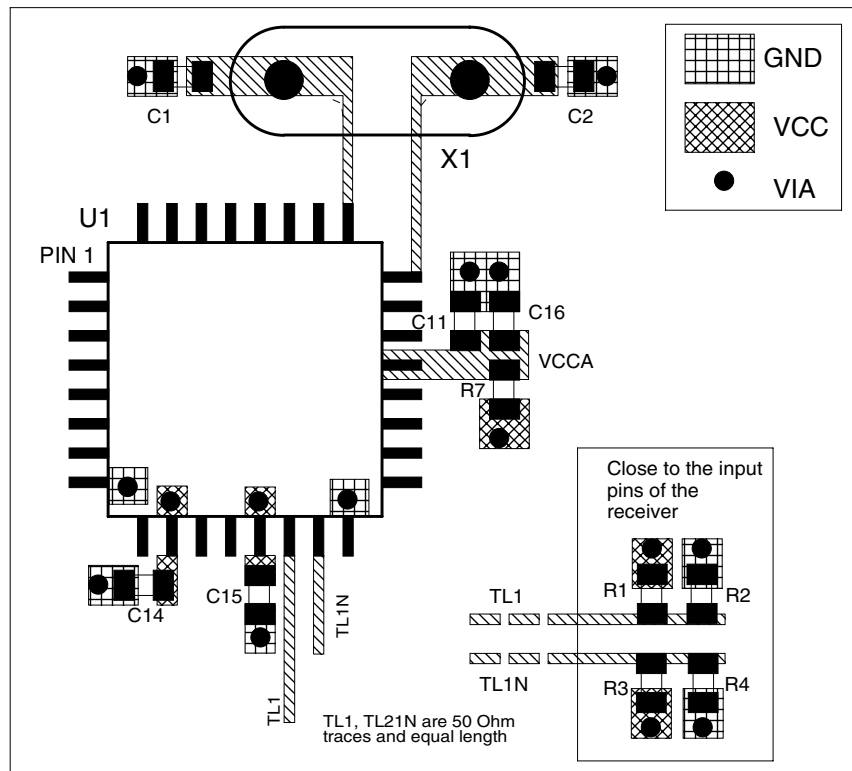 GND
VCC
VIA
C1
C2
X1
U1
PIN 1
C11
C16
VCCA
R7
Close to the input
pins of the
receiver
C14
C15
TL1
TL1N
R1
R2
TL1
TL1N
R3
R4
TL1, TL21N are 50 Ohm
traces and equal length